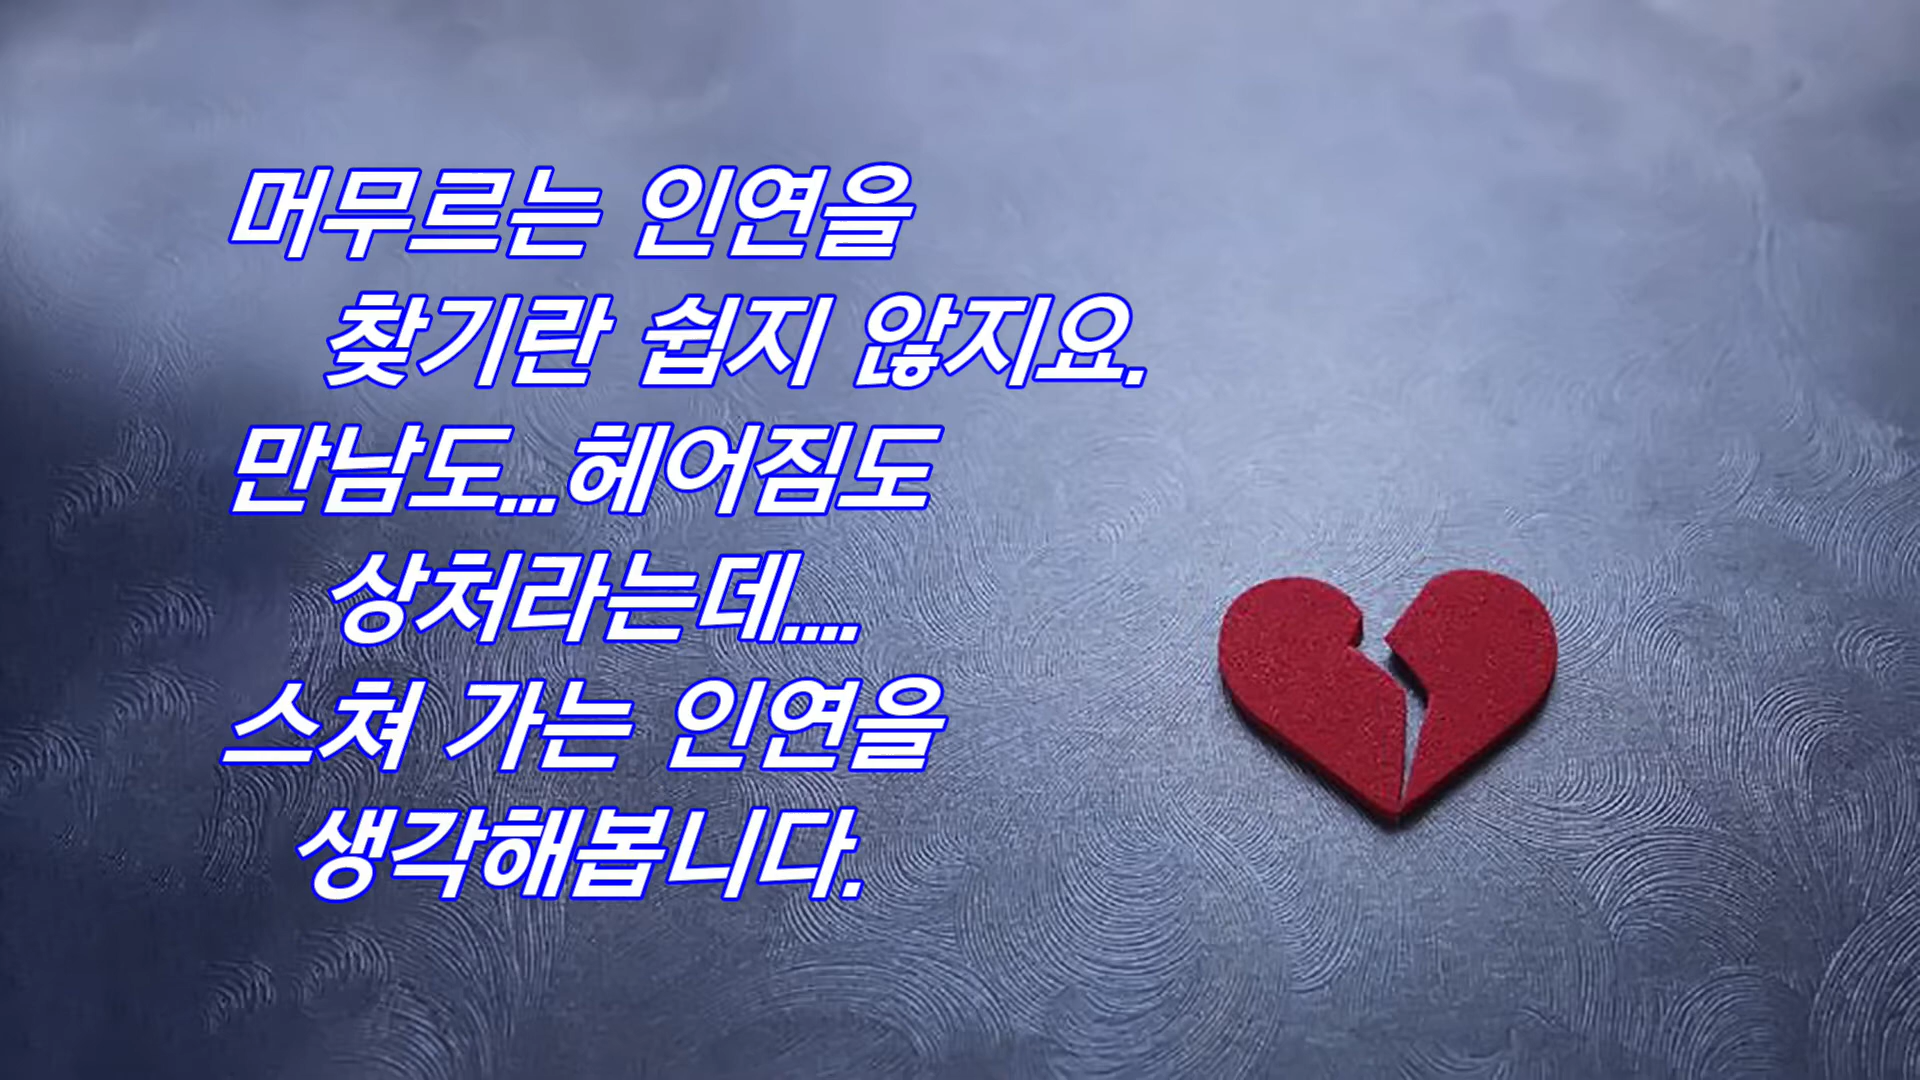 머무르는 인연을
찾기란 쉽지 않지요.
만남도...헤어짐도
상처라는데....
스쳐 가는 인연을
생각해봅니다.